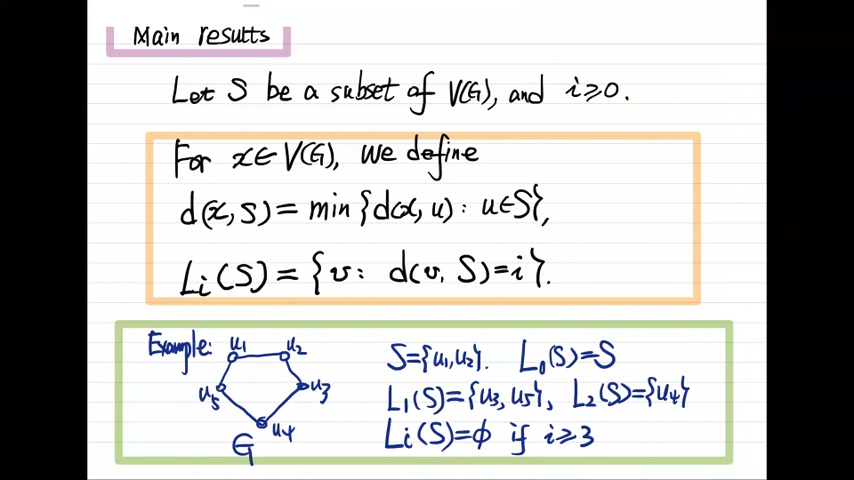 Main results
Let S be a subset of V(G), and i≥0.
For x∈V(G), we define
d(x,S)=min{d(x,u): u∈S},
Li(S)={v: d(v,S)=i}.
Example:
u1
u2
u5
u3
u4
G
S={u1,u2}. L0(S)=S
L1(S)={u3,u5}, L2(S)={u4}
Li(S)=ϕ if i≥3